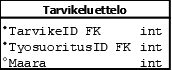 Tarvikeluettelo
*TarvikeID FK int
*TyosuoritusID FK int
°Maara int